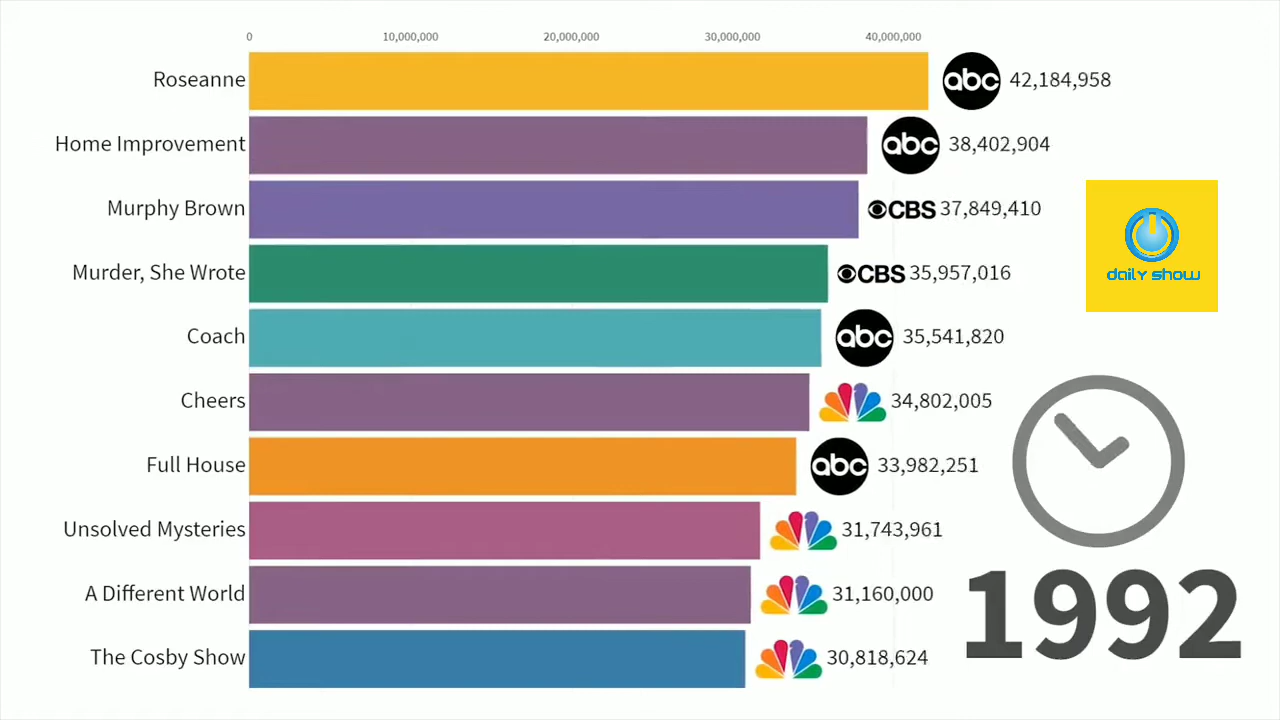 0 10,000,000 20,000,000 30,000,000 40,000,000
Roseanne abc 42,184,958
Home Improvement abc 38,402,904
Murphy Brown CBS 37,849,410
Murder, She Wrote CBS 35,957,016
Coach abc 35,541,820
Cheers 34,802,005
Full House abc 33,982,251
Unsolved Mysteries 31,743,961
A Different World 31,160,000
The Cosby Show 30,818,624
daily show
1992